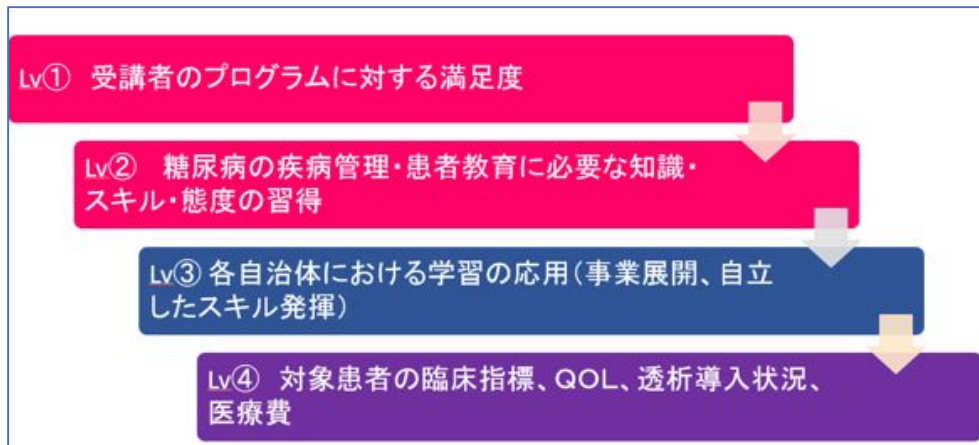 Lv① 受講者のプログラムに対する満足度
Lv② 糖尿病の疾病管理・患者教育に必要な知識・
スキル・態度の習得
Lv③ 各自治体における学習の応用(事業展開、自立
したスキル発揮)
Lv④ 対象患者の臨床指標、QOL、透析導入状況、
医療費